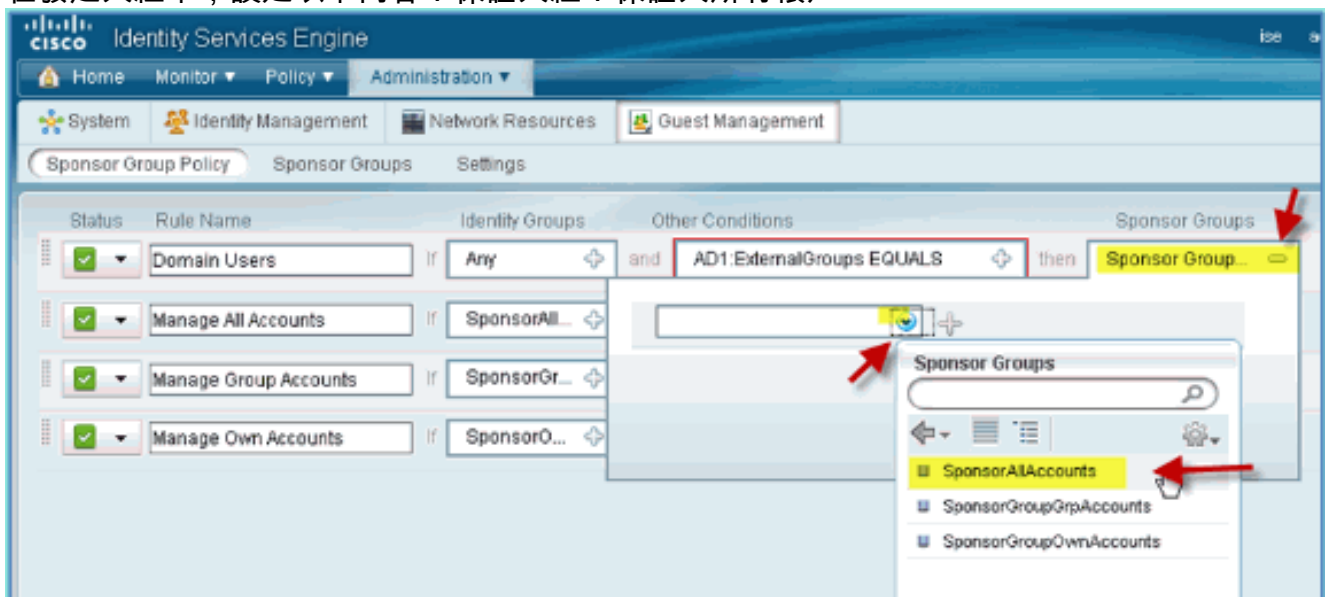 CISCO Identity Services Engine ise
Home Monitor Policy Administration
System Identity Management Network Resources Guest Management
Sponsor Group Policy Sponsor Groups Settings
Status Rule Name Identity Groups Other Conditions Sponsor Groups
Domain Users If Any and AD1:ExternalGroups EQUALS then Sponsor Group...
Manage All Accounts If SponsorAll...
Manage Group Accounts If SponsorGr...
Manage Own Accounts If SponsorO...
Sponsor Groups
SponsorAllAccounts
SponsorGroupGrpAccounts
SponsorGroupOwnAccounts